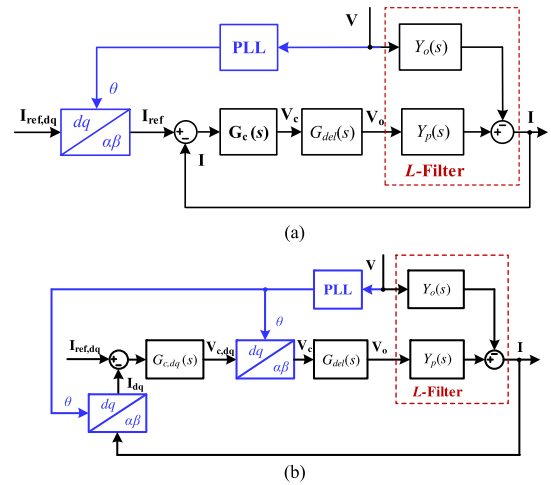 V
PLL
Yo(s)
θ
Iref,dq
dq
αβ
Iref
+
−
I
Gc(s)
Vc
Gdel(s)
Vo
Yp(s)
−
+
I
L-Filter
(a)
V
PLL
Yo(s)
θ
Iref,dq
+
−
Gc,dq(s)
Vc,dq
dq
αβ
Vc
Gdel(s)
Vo
Yp(s)
−
+
I
Idq
θ
dq
αβ
L-Filter
(b)